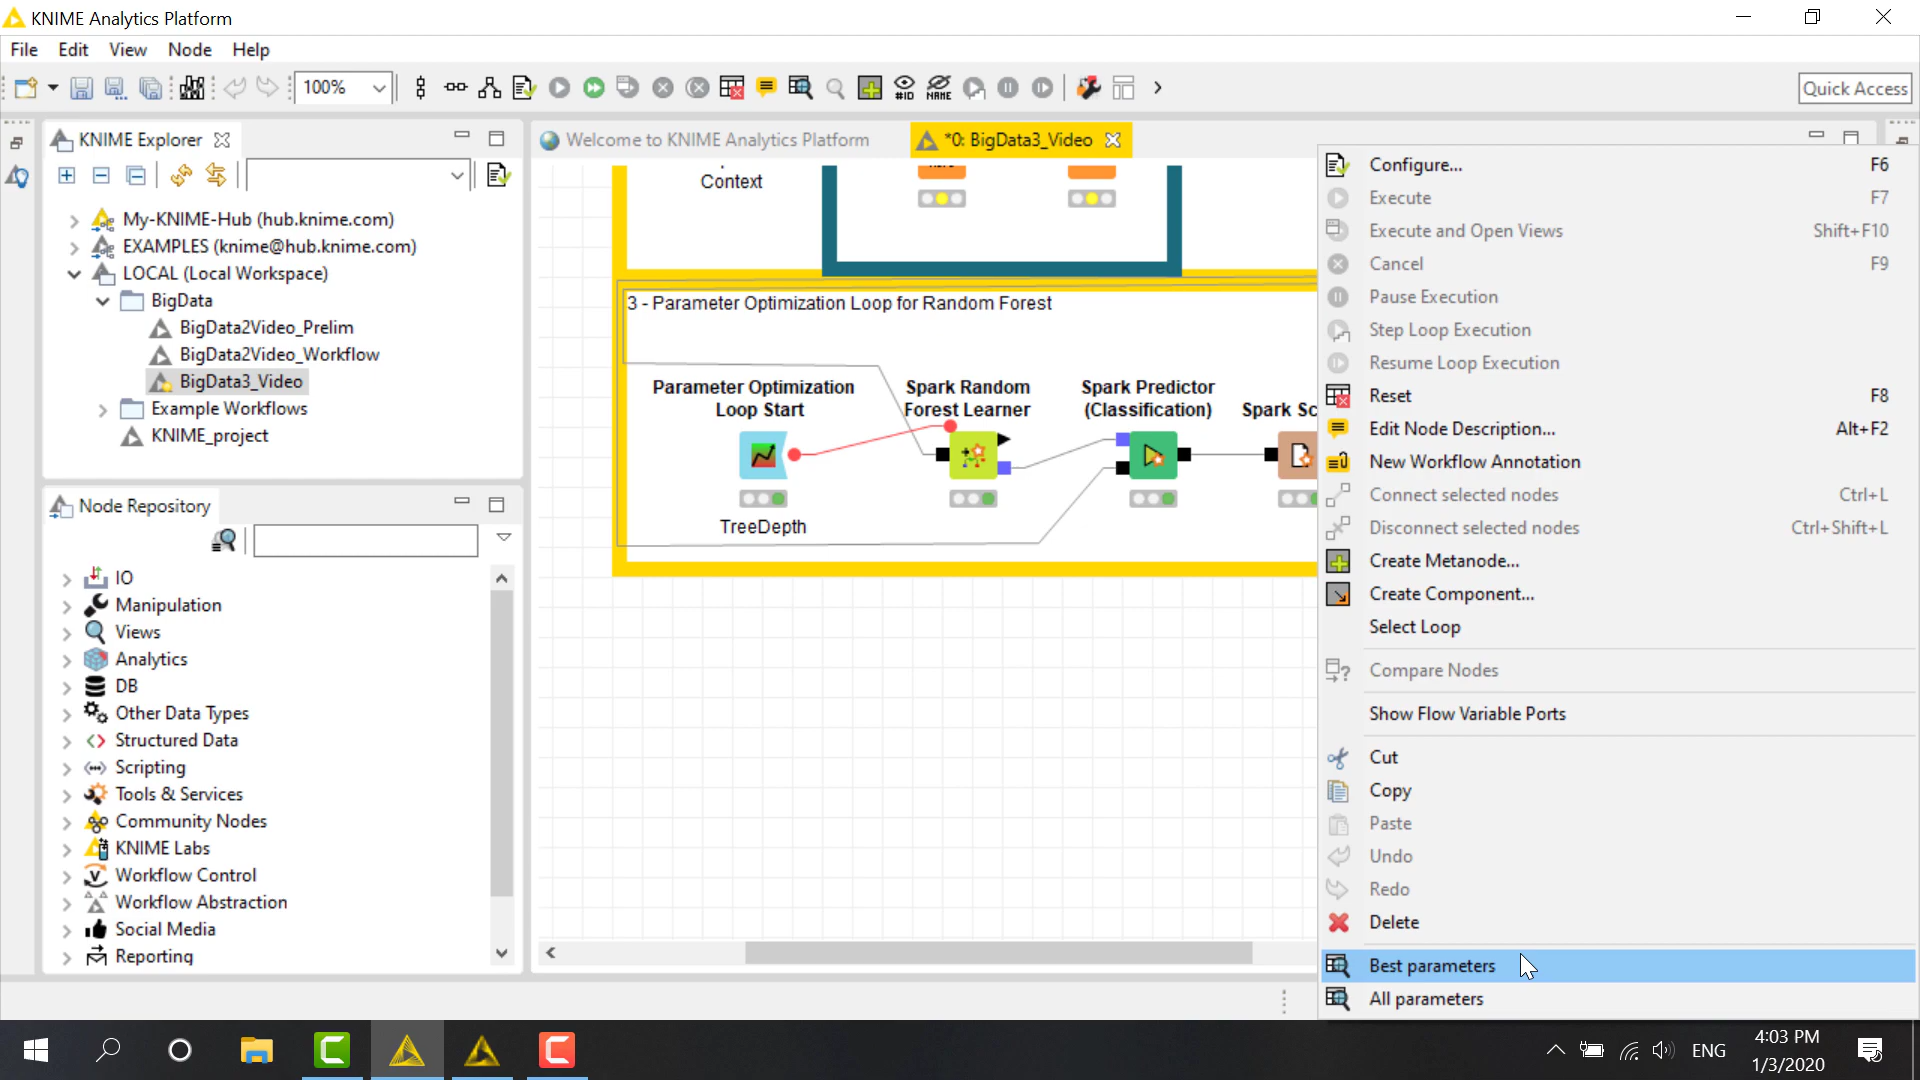 KNIME Analytics Platform
File Edit View Node Help
100%
#ID
NAME
Quick Access
KNIME Explorer
My-KNIME-Hub (hub.knime.com)
EXAMPLES (knime@hub.knime.com)
LOCAL (Local Workspace)
BigData
BigData2Video_Prelim
BigData2Video_Workflow
BigData3_Video
Example Workflows
KNIME_project
Node Repository
IO
Manipulation
Views
Analytics
DB
Other Data Types
Structured Data
Scripting
Tools & Services
Community Nodes
KNIME Labs
Workflow Control
Workflow Abstraction
Social Media
Reporting
Welcome to KNIME Analytics Platform
*0: BigData3_Video
Context
3 - Parameter Optimization Loop for Random Forest
Parameter Optimization
Loop Start
TreeDepth
Spark Random
Forest Learner
Spark Predictor
(Classification)
Spark Sc
Configure... F6
Execute F7
Execute and Open Views Shift+F10
Cancel F9
Pause Execution
Step Loop Execution
Resume Loop Execution
Reset F8
Edit Node Description... Alt+F2
New Workflow Annotation
Connect selected nodes Ctrl+L
Disconnect selected nodes Ctrl+Shift+L
Create Metanode...
Create Component...
Select Loop
Compare Nodes
Show Flow Variable Ports
Cut
Copy
Paste
Undo
Redo
Delete
Best parameters
All parameters
ENG
4:03 PM
1/3/2020